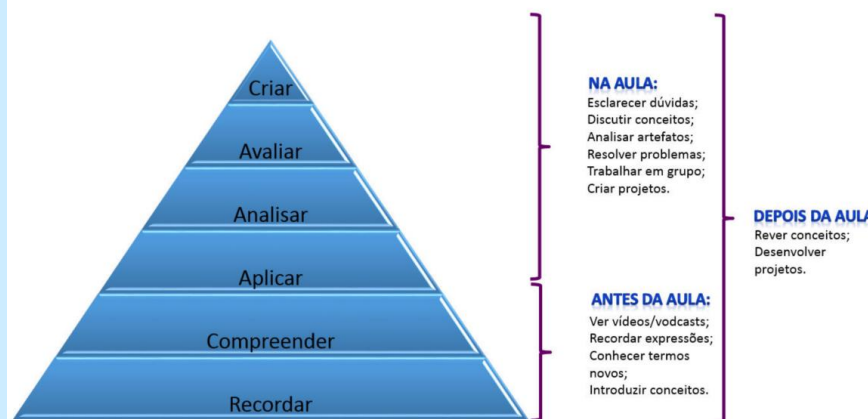 Criar
Avaliar
Analisar
Aplicar
Compreender
Recordar
NA AULA:
Esclarecer dúvidas;
Discutir conceitos;
Analisar artefatos;
Resolver problemas;
Trabalhar em grupo;
Criar projetos.
ANTES DA AULA:
Ver vídeos/vodcasts;
Recordar expressões;
Conhecer termos
novos;
Introduzir conceitos.
DEPOIS DA AULA
Rever conceitos;
Desenvolver
projetos.